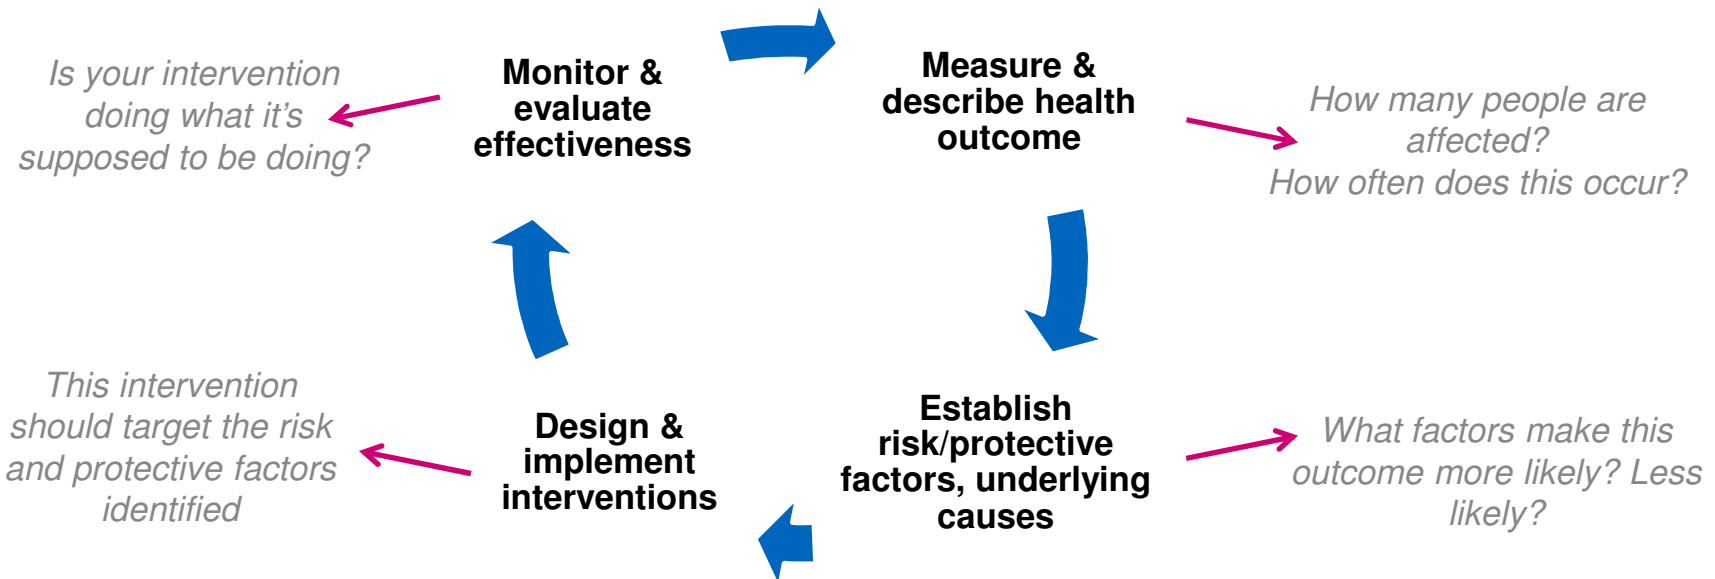 Is your intervention
doing what it’s
supposed to be doing?
Monitor &
evaluate
effectiveness
Measure &
describe health
outcome
How many people are
affected?
How often does this occur?
This intervention
should target the risk
and protective factors
identified
Design &
implement
interventions
Establish
risk/protective
factors, underlying
causes
What factors make this
outcome more likely? Less
likely?